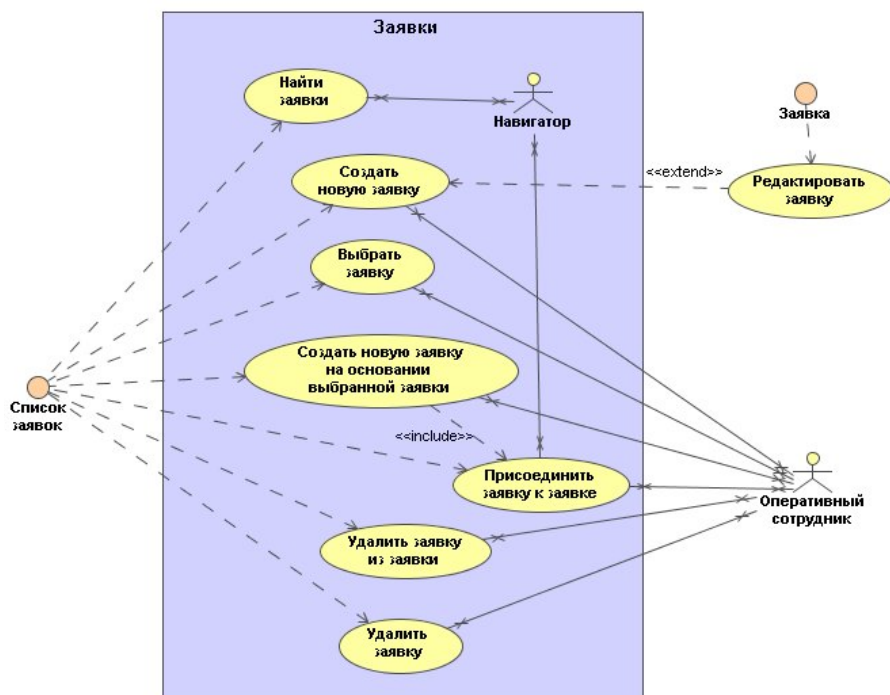 Заявки
Найти
заявки
Навигатор
Заявка
Создать
новую заявку
<<extend>>
Редактировать
заявку
Выбрать
заявку
Создать новую заявку
на основании
выбранной заявки
Список
заявок
<<include>>
Присоединить
заявку к заявке
Оперативный
сотрудник
Удалить заявку
из заявки
Удалить
заявку